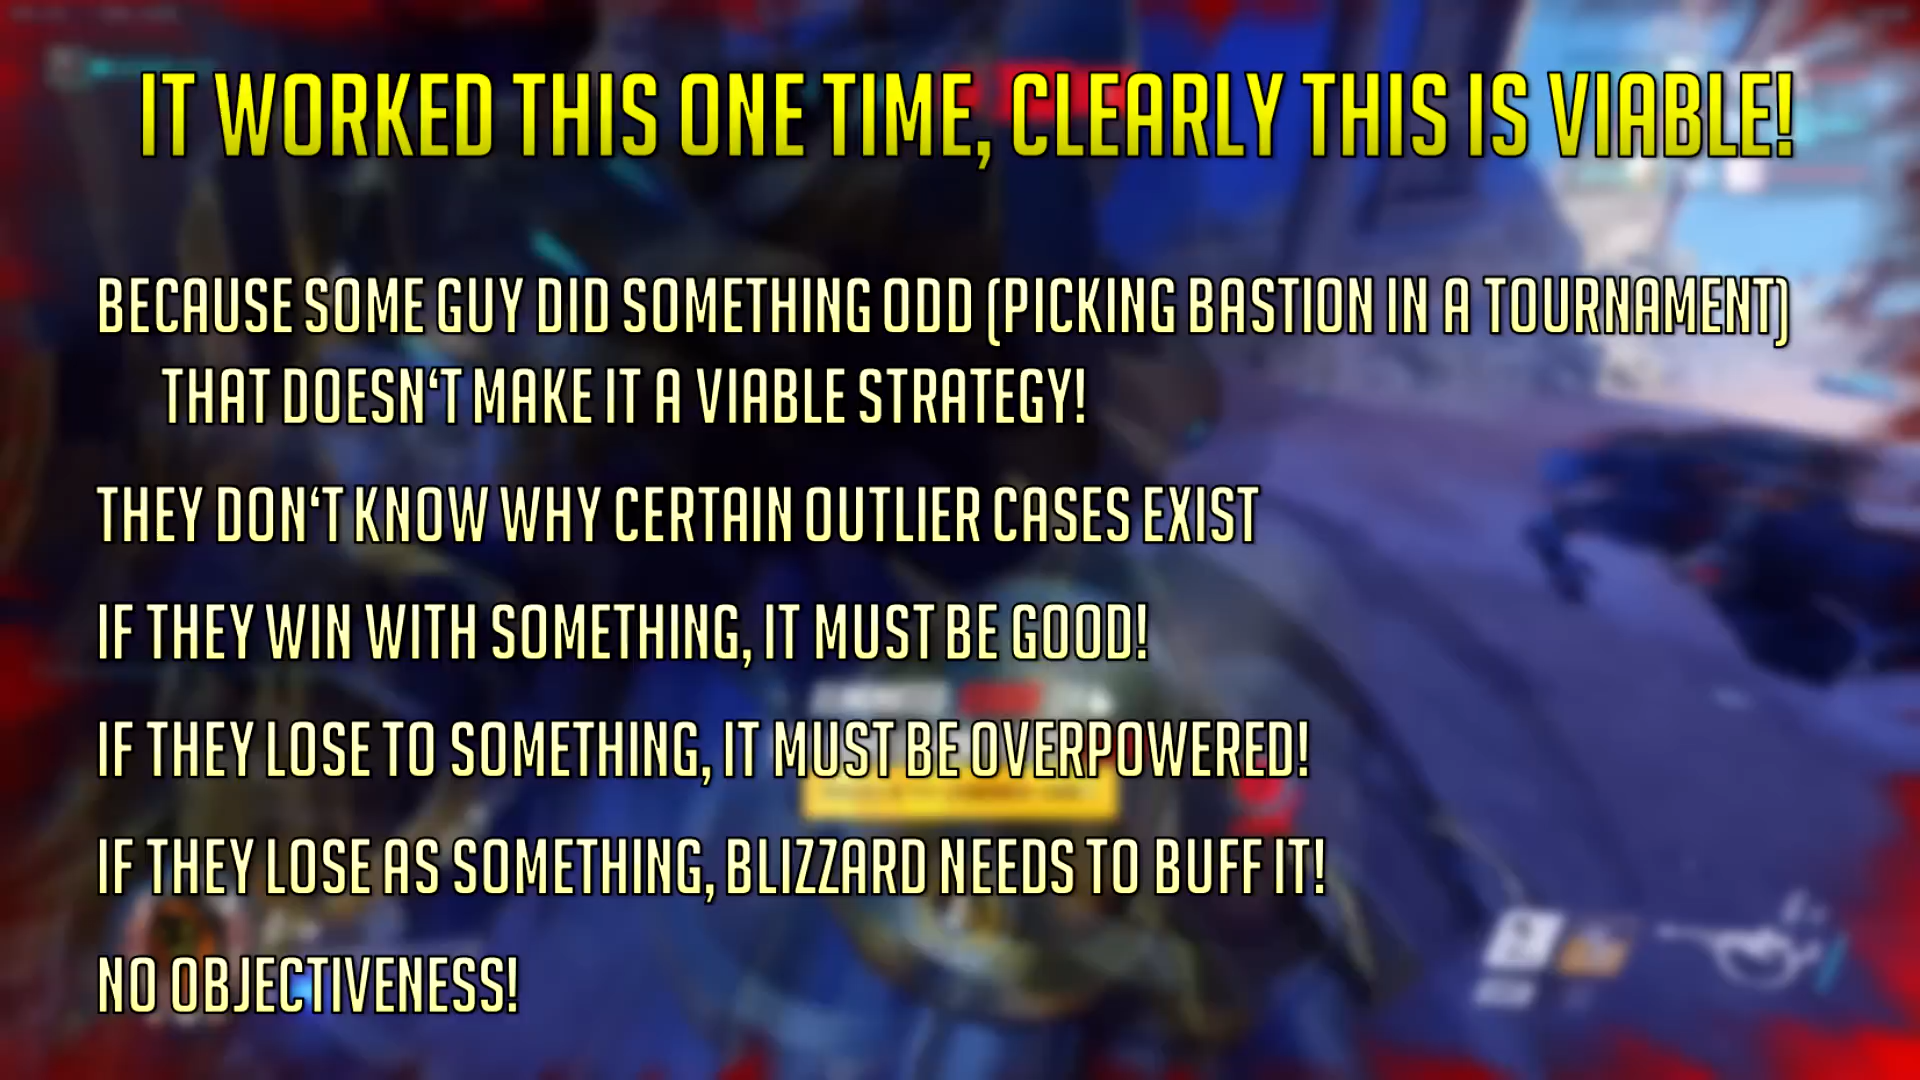 IT WORKED THIS ONE TIME, CLEARLY THIS IS VIABLE!
BECAUSE SOME GUY DID SOMETHING ODD (PICKING BASTION IN A TOURNAMENT)
THAT DOESN‘T MAKE IT A VIABLE STRATEGY!
THEY DON‘T KNOW WHY CERTAIN OUTLIER CASES EXIST
IF THEY WIN WITH SOMETHING, IT MUST BE GOOD!
IF THEY LOSE TO SOMETHING, IT MUST BE OVERPOWERED!
IF THEY LOSE AS SOMETHING, BLIZZARD NEEDS TO BUFF IT!
NO OBJECTIVENESS!